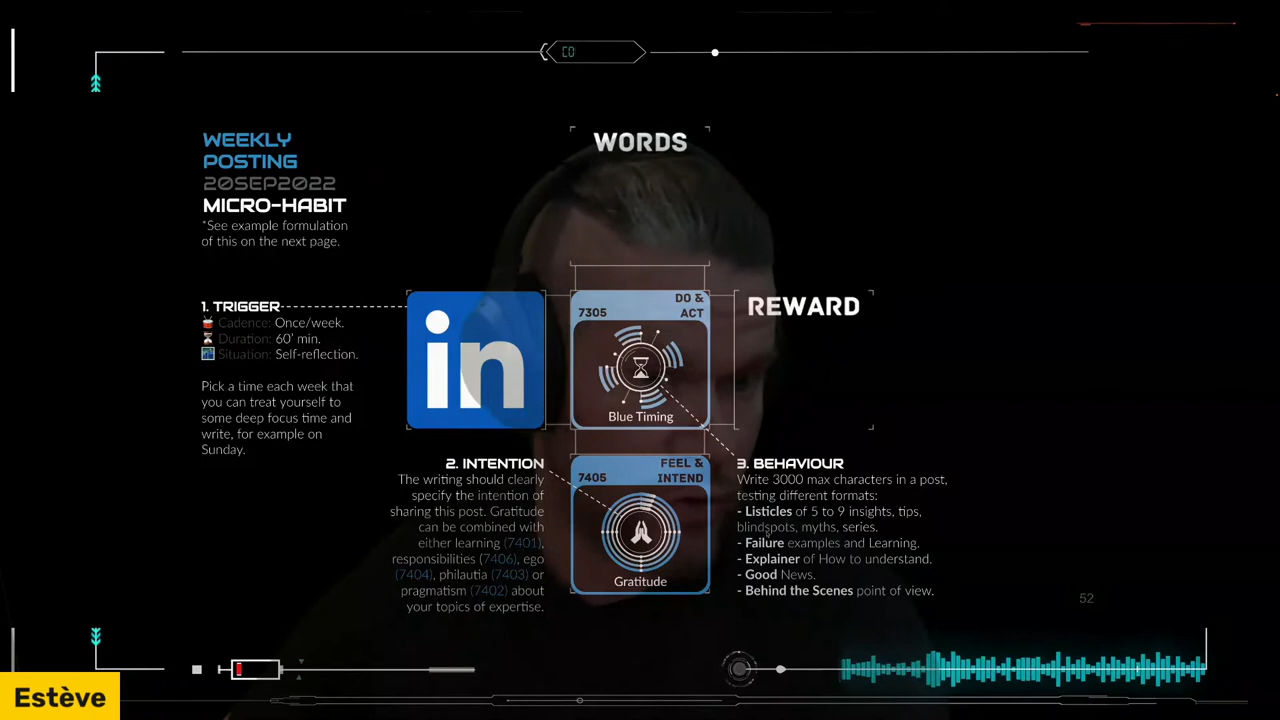 WORDS
WEEKLY
POSTING
20SEP2022
MICRO-HABIT
*See example formulation
of this on the next page.
1. TRIGGER
Cadence: Once/week.
Duration: 60' min.
Situation: Self-reflection.
Pick a time each week that
you can treat yourself to
some deep focus time and
write, for example on
Sunday.
in
DO &
7305 ACT
Blue Timing
REWARD
2. INTENTION
The writing should clearly
specify the intention of
sharing this post. Gratitude
can be combined with
either learning (7401),
responsibilities (7406), ego
(7404), philautia (7403) or
pragmatism (7402) about
your topics of expertise.
FEEL &
7405 INTEND
Gratitude
3. BEHAVIOUR
Write 3000 max characters in a post,
testing different formats:
- Listicles of 5 to 9 insights, tips,
blindspots, myths, series.
- Failure examples and Learning.
- Explainer of How to understand.
- Good News.
- Behind the Scenes point of view.
52
Estève